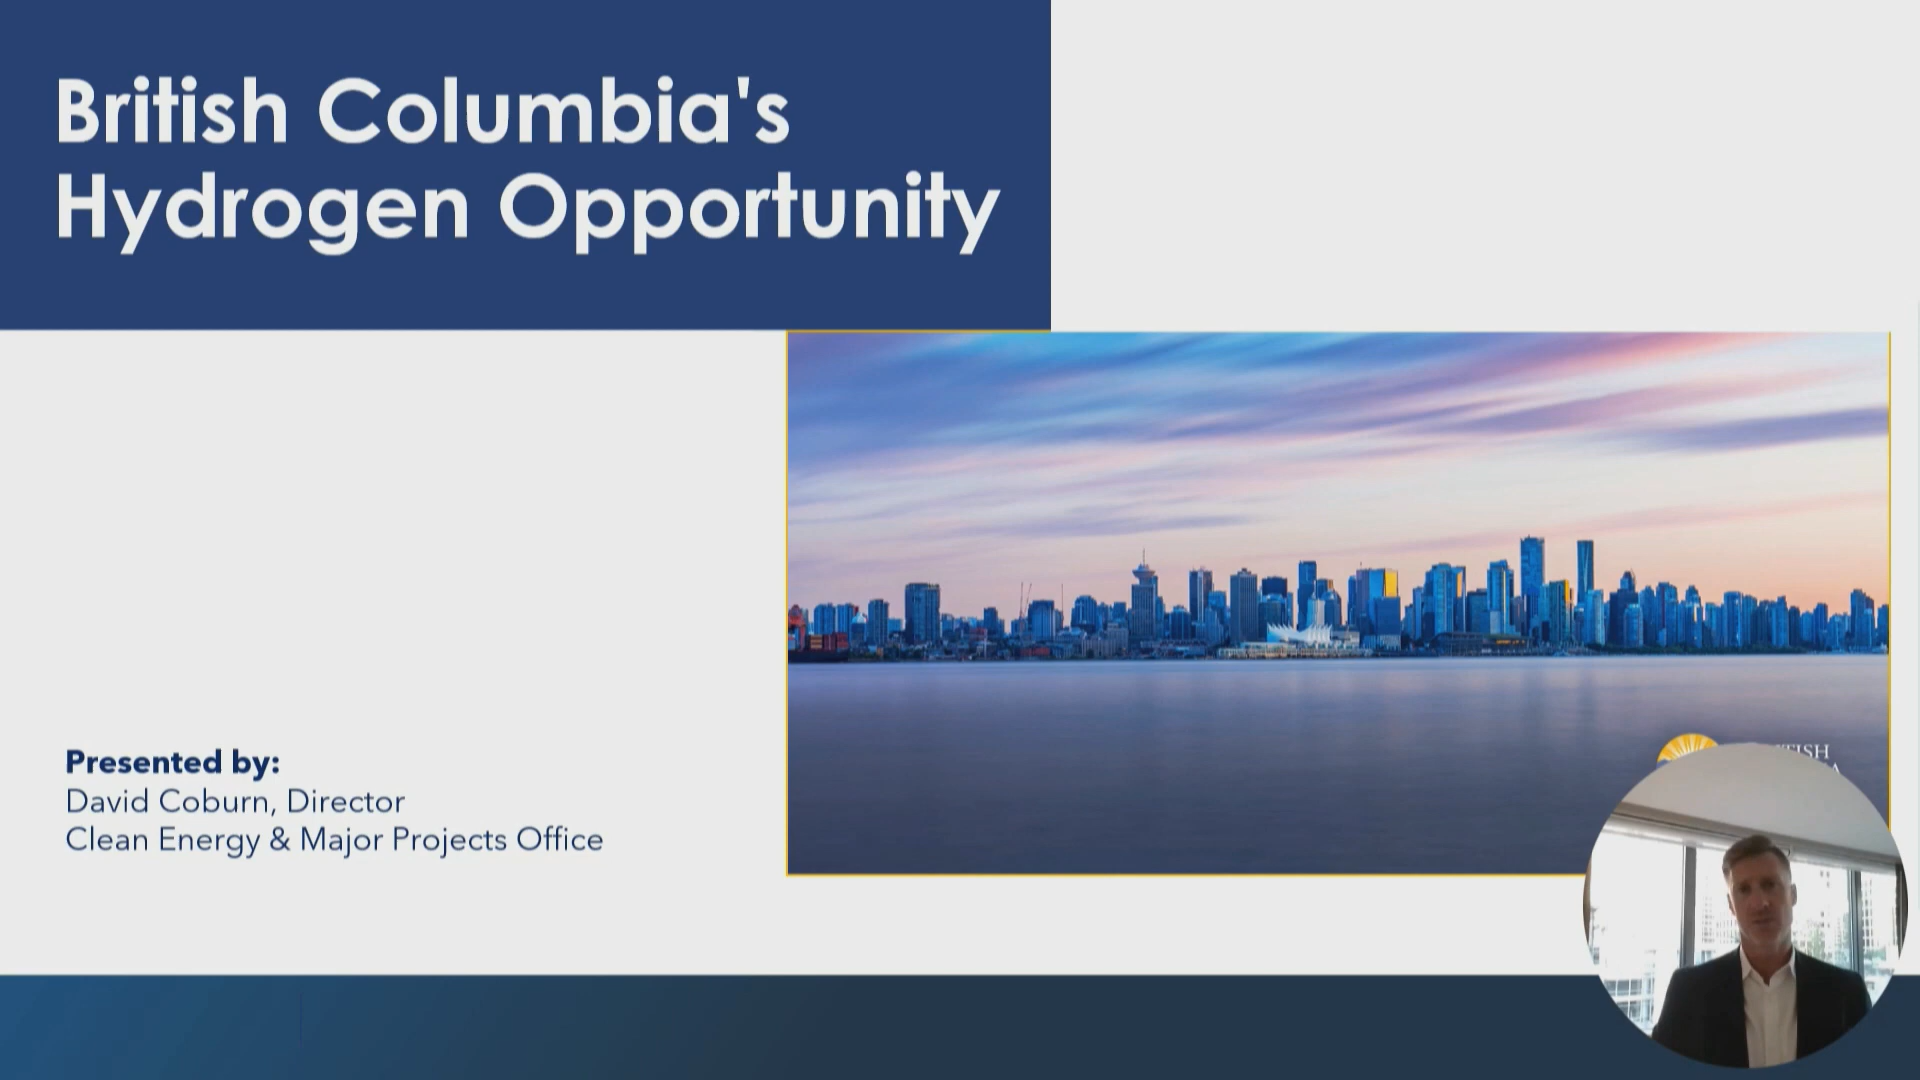 British Columbia's
Hydrogen Opportunity
Presented by:
David Coburn, Director
Clean Energy & Major Projects Office